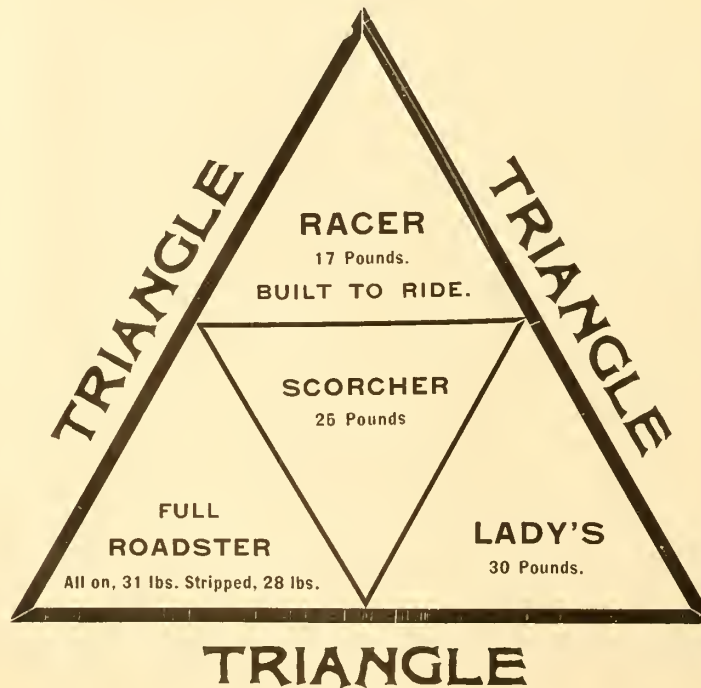 TRIANGLE
TRIANGLE
RACER
17 Pounds.
BUILT TO RIDE.
SCORCHER
25 Pounds
FULL
ROADSTER
All on, 31 lbs. Stripped, 28 lbs.
LADY'S
30 Pounds.
TRIANGLE